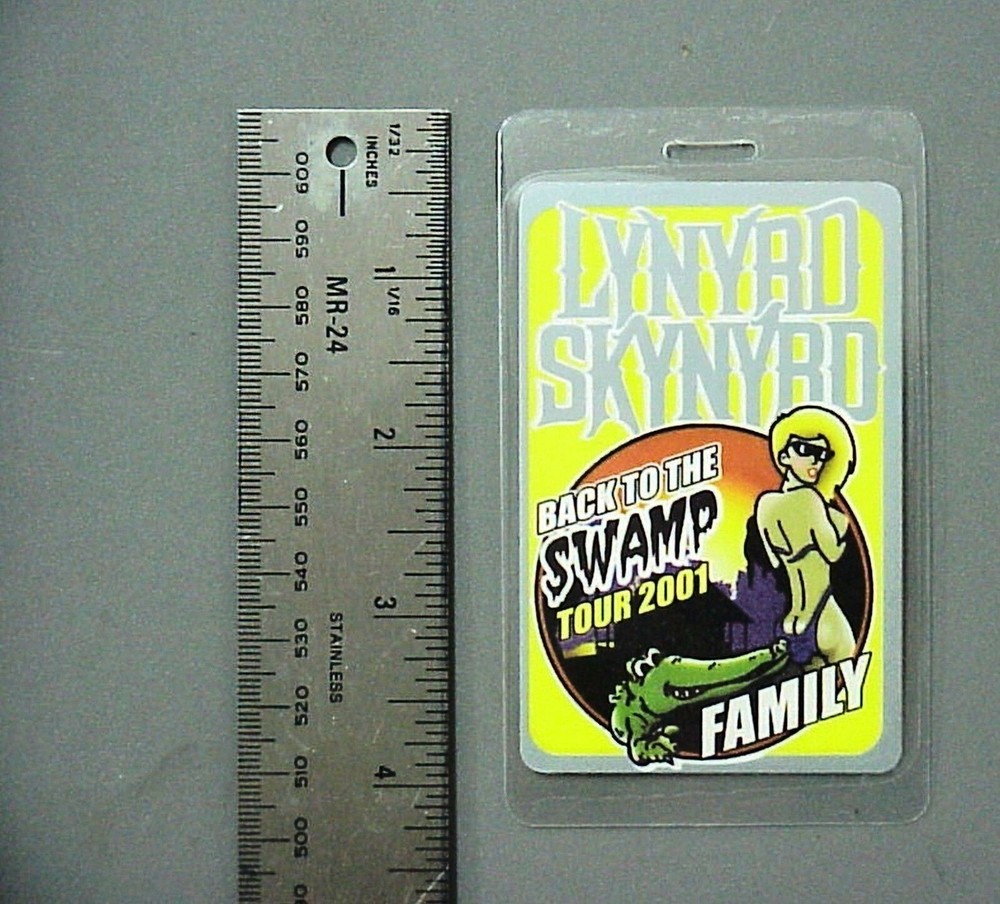 1/32
INCHES
600
590
1
1/16
580
MR-24
570
2
560
550
540
3
530
STAINLESS
520
510
4
500
LYNYRD
SKYNYRD
BACK TO THE
SWAMP
TOUR 2001
FAMILY